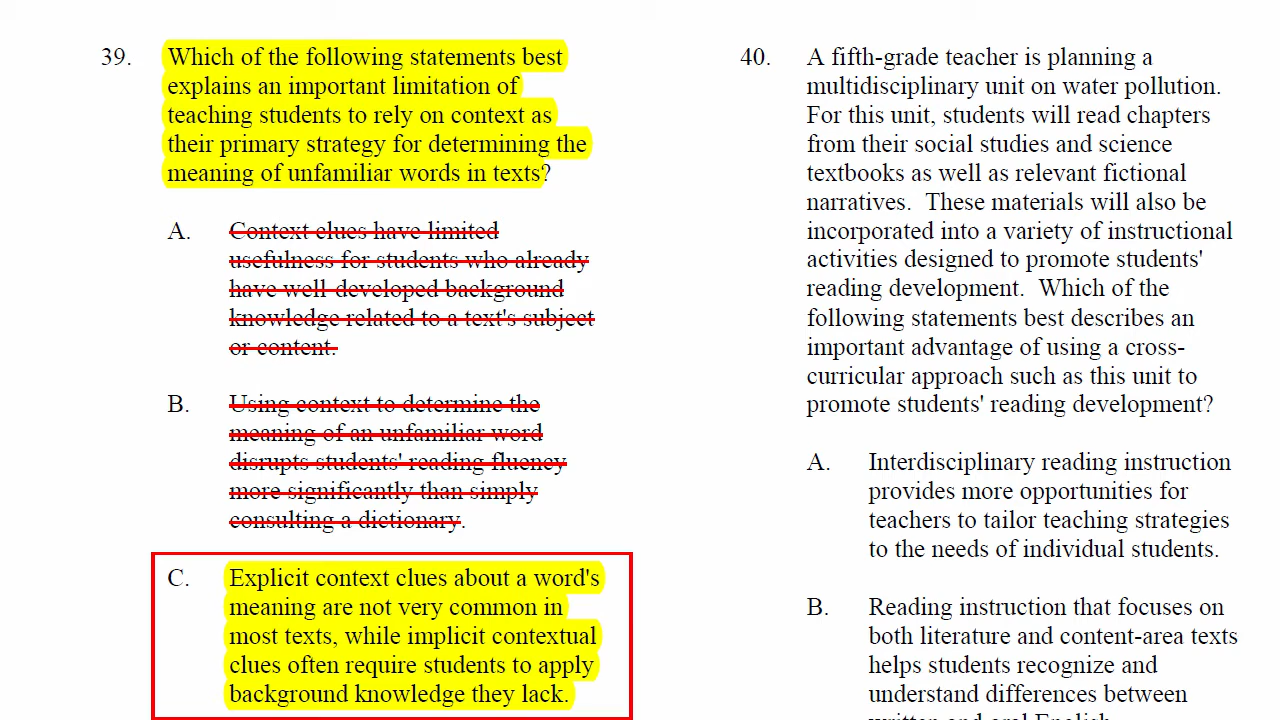 39. Which of the following statements best
explains an important limitation of
teaching students to rely on context as
their primary strategy for determining the
meaning of unfamiliar words in texts?
A. Context clues have limited
usefulness for students who already
have well-developed background
knowledge related to a text's subject
or content.
B. Using context to determine the
meaning of an unfamiliar word
disrupts students' reading fluency
more significantly than simply
consulting a dictionary.
C. Explicit context clues about a word's
meaning are not very common in
most texts, while implicit contextual
clues often require students to apply
background knowledge they lack.
40. A fifth-grade teacher is planning a
multidisciplinary unit on water pollution.
For this unit, students will read chapters
from their social studies and science
textbooks as well as relevant fictional
narratives.  These materials will also be
incorporated into a variety of instructional
activities designed to promote students'
reading development.  Which of the
following statements best describes an
important advantage of using a cross-
curricular approach such as this unit to
promote students' reading development?
A. Interdisciplinary reading instruction
provides more opportunities for
teachers to tailor teaching strategies
to the needs of individual students.
B. Reading instruction that focuses on
both literature and content-area texts
helps students recognize and
understand differences between
written and oral English.